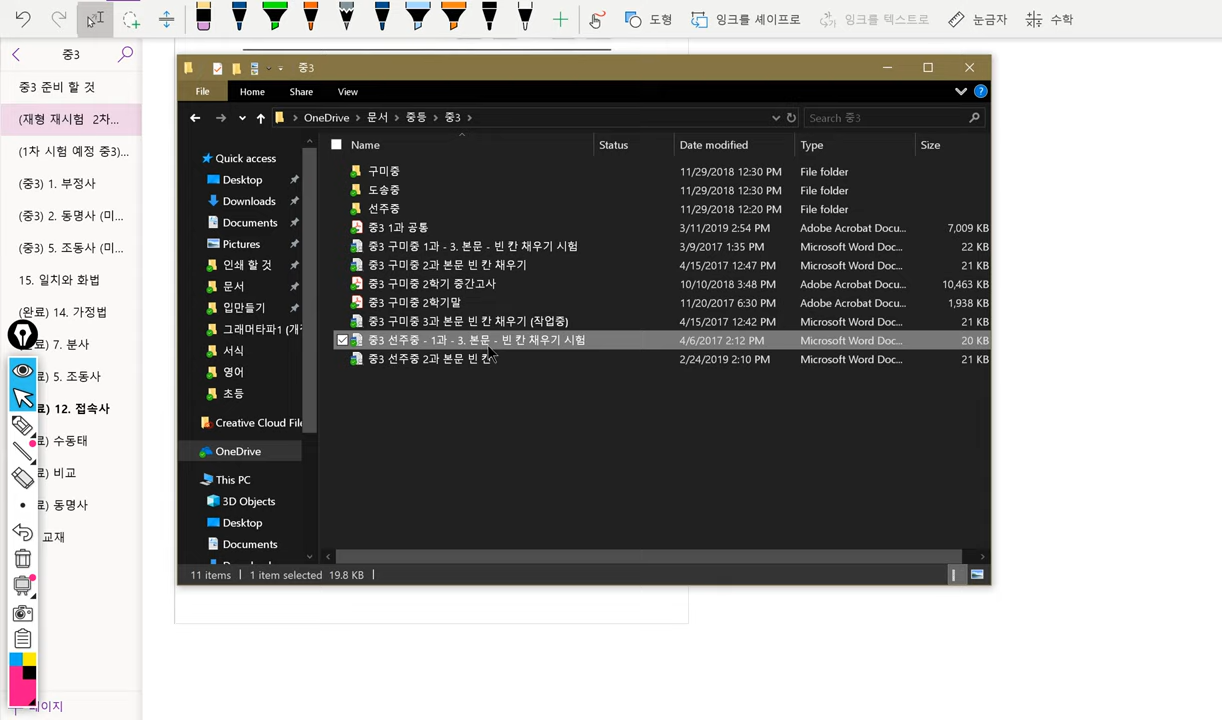 도형
잉크를 셰이프로
잉크를 텍스트로
눈금자
수학
중3
중3 준비 할 것
(재형 재시험 2차...
(1차 시험 예정 중3)...
(중3) 1. 부정사
(중3) 2. 동명사 (미...
(중3) 5. 조동사 (미...
15. 일치와 화법
(완료) 14. 가정법
료) 7. 분사
료) 5. 조동사
료) 12. 접속사
료) 수동태
료) 비교
료) 동명사
교재
페이지
중3
File Home Share View
OneDrive > 문서 > 중등 > 중3 >
Search 중3
Quick access
Desktop
Downloads
Documents
Pictures
인쇄 할 것
문서
입만들기
그래머타파1 (개정
서식
영어
초등
Creative Cloud File
OneDrive
This PC
3D Objects
Desktop
Documents
Name Status Date modified Type Size
구미중 11/29/2018 12:30 PM File folder
도송중 11/29/2018 12:30 PM File folder
선주중 11/29/2018 12:20 PM File folder
중3 1과 공통 3/11/2019 2:54 PM Adobe Acrobat Docu... 7,009 KB
중3 구미중 1과 - 3. 본문 - 빈 칸 채우기 시험 3/9/2017 1:35 PM Microsoft Word Doc... 22 KB
중3 구미중 2과 본문 빈 칸 채우기 4/15/2017 12:47 PM Microsoft Word Doc... 21 KB
중3 구미중 2학기 중간고사 10/10/2018 3:48 PM Adobe Acrobat Docu... 10,463 KB
중3 구미중 2학기말 11/20/2017 6:30 PM Adobe Acrobat Docu... 1,938 KB
중3 구미중 3과 본문 빈 칸 채우기 (작업중) 4/15/2017 12:42 PM Microsoft Word Doc... 21 KB
중3 선주중 - 1과 - 3. 본문 - 빈 칸 채우기 시험 4/6/2017 2:12 PM Microsoft Word Doc... 20 KB
중3 선주중 2과 본문 빈 칸 2/24/2019 2:10 PM Microsoft Word Doc... 21 KB
11 items 1 item selected 19.8 KB